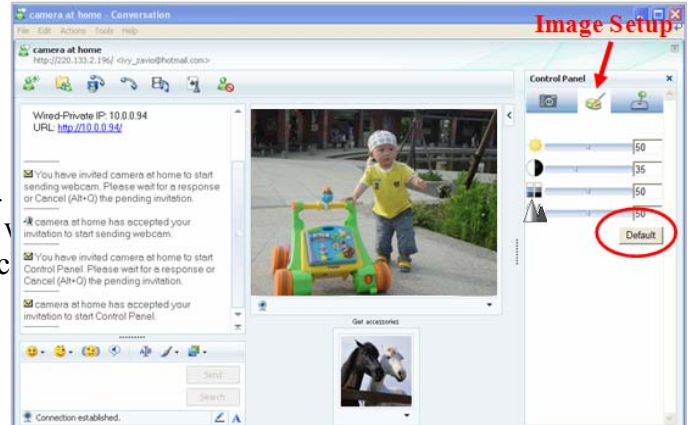 camera at home - Conversation
Image Setup
File Edit Actions Tools Help
camera at home
http://220.133.2.196/ <ivy_zavio@hotmail.com>
Control Panel
Wired-Private IP: 10.0.0.94
URL: http://10.0.0.94/
You have invited camera at home to start
sending webcam. Please wait for a response
or Cancel (Alt+Q) the pending invitation.
camera at home has accepted your
invitation to start sending webcam.
You have invited camera at home to start
Control Panel. Please wait for a response or
Cancel (Alt+Q) the pending invitation.
camera at home has accepted your
invitation to start Control Panel.
50
35
50
50
Default
Get accessories
Send
Search
Connection established.